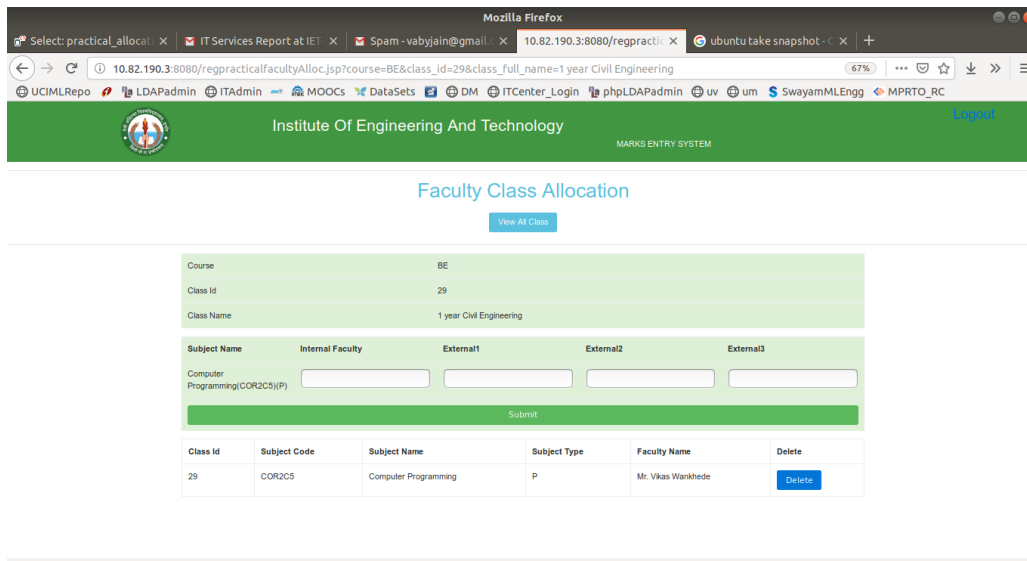 Mozilla Firefox
Select: practical_allocati
IT Services Report at IET
Spam - vabyjain@gmail.
10.82.190.3:8080/regpractic
ubuntu take snapshot -
10.82.190.3:8080/regpracticalfacultyAlloc.jsp?course=BE&class_id=29&class_full_name=1 year Civil Engineering 67%
UCIMLRepo LDAPadmin ITAdmin MOOCs DataSets DM ITCenter_Login phpLDAPadmin uv um SwayamMLEngg MPRTO_RC
Institute Of Engineering And Technology
MARKS ENTRY SYSTEM
Logout
Faculty Class Allocation
View All Class
Course BE
Class Id 29
Class Name 1 year Civil Engineering
Subject Name Internal Faculty External1 External2 External3
Computer
Programming(COR2C5)(P)
Submit
Class Id Subject Code Subject Name Subject Type Faculty Name Delete
29 COR2C5 Computer Programming P Mr. Vikas Wankhede Delete